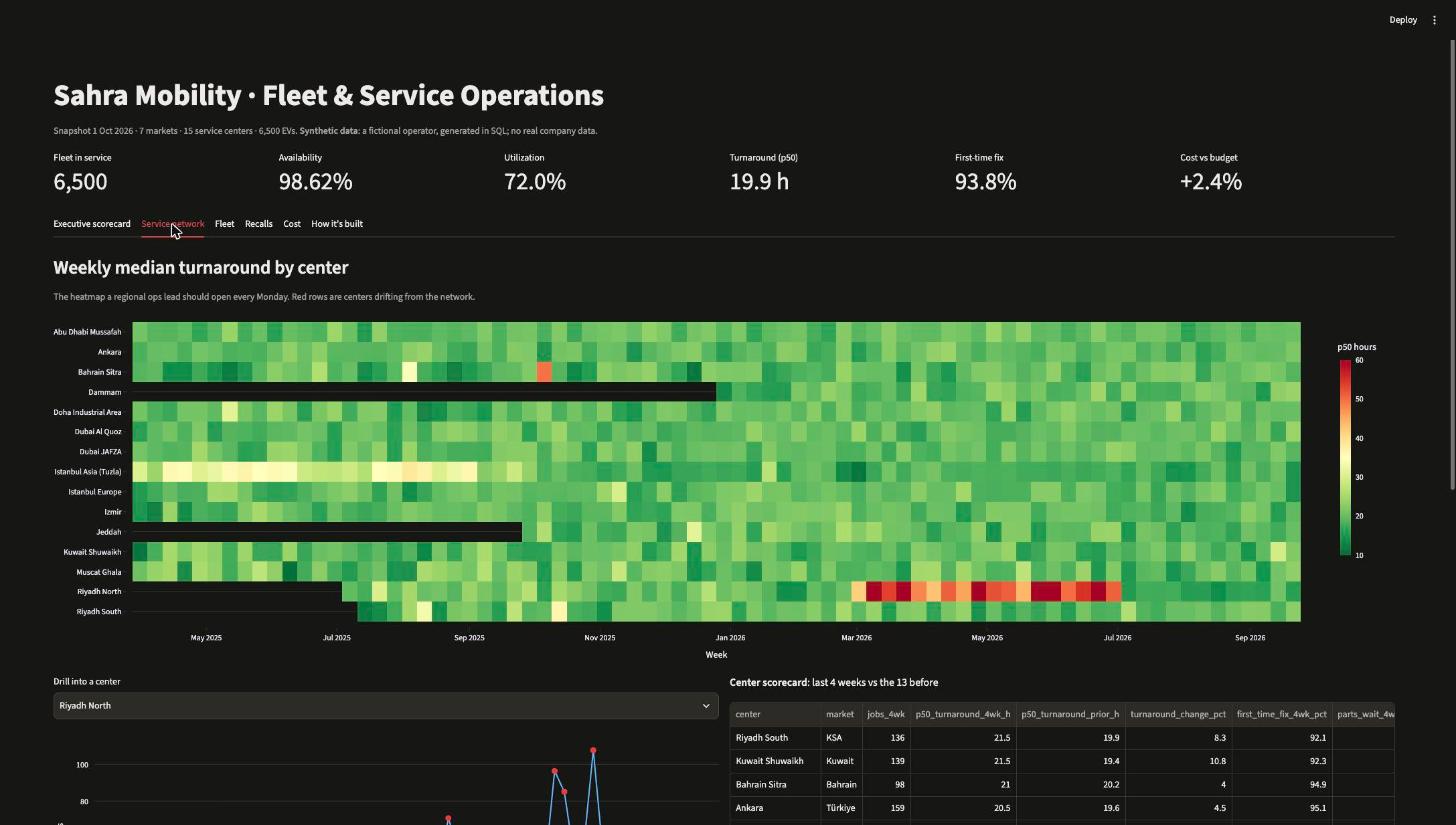 Deploy
Sahra Mobility · Fleet & Service Operations
Snapshot 1 Oct 2026 · 7 markets · 15 service centers · 6,500 EVs. Synthetic data: a fictional operator, generated in SQL; no real company data.
Fleet in service Availability Utilization Turnaround (p50) First-time fix Cost vs budget
6,500 98.62% 72.0% 19.9 h 93.8% +2.4%
Executive scorecard Service network Fleet Recalls Cost How it's built
Weekly median turnaround by center
The heatmap a regional ops lead should open every Monday. Red rows are centers drifting from the network.
Abu Dhabi Mussafah
Ankara
Bahrain Sitra
Dammam
Doha Industrial Area
Dubai Al Quoz
Dubai JAFZA
Istanbul Asia (Tuzla)
Istanbul Europe
Izmir
Jeddah
Kuwait Shuwaikh
Muscat Ghala
Riyadh North
Riyadh South
May 2025 Jul 2025 Sep 2025 Nov 2025 Jan 2026 Mar 2026 May 2026 Jul 2026 Sep 2026
Week
p50 hours
60
50
40
30
20
10
Drill into a center
Riyadh North
100
80
Center scorecard: last 4 weeks vs the 13 before
center market jobs_4wk p50_turnaround_4wk_h p50_turnaround_prior_h turnaround_change_pct first_time_fix_4wk_pct parts_wait_4w
Riyadh South KSA 136 21.5 19.9 8.3 92.1
Kuwait Shuwaikh Kuwait 139 21.5 19.4 10.8 92.3
Bahrain Sitra Bahrain 98 21 20.2 4 94.9
Ankara Türkiye 159 20.5 19.6 4.5 95.1